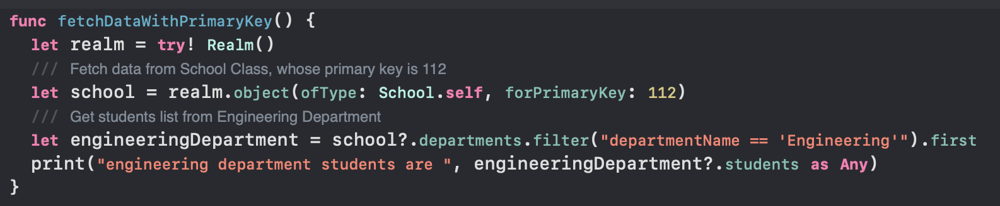 func fetchDataWithPrimaryKey() {
let realm = try! Realm()
/// Fetch data from School Class, whose primary key is 112
let school = realm.object(ofType: School.self, forPrimaryKey: 112)
/// Get students list from Engineering Department
let engineeringDepartment = school?.departments.filter("departmentName == 'Engineering'").first
print("engineering department students are ", engineeringDepartment?.students as Any)
}